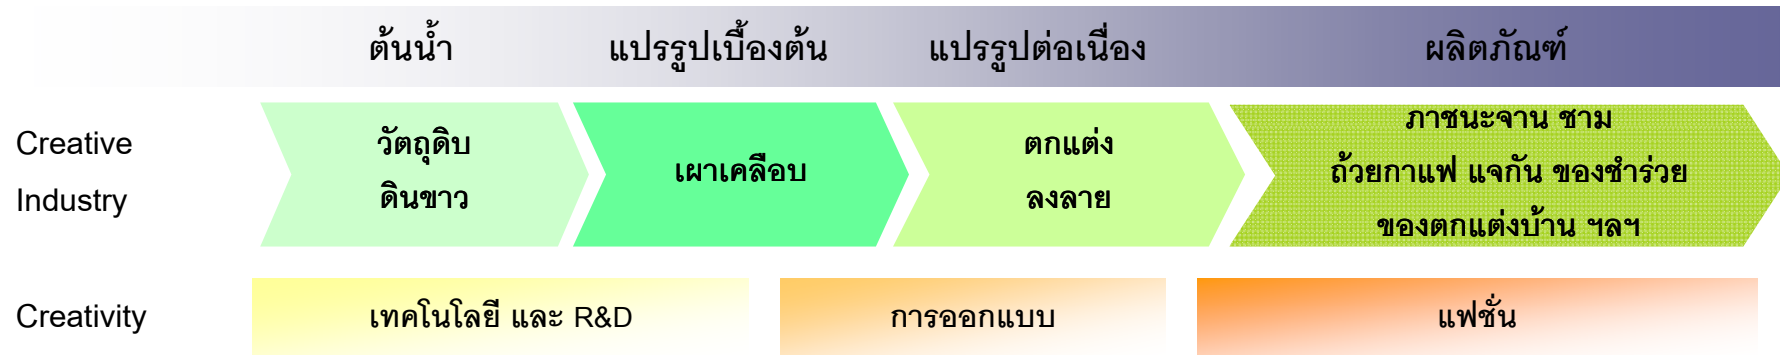 ต้นน้ำ แปรรูปเบื้องต้น แปรรูปต่อเนื่อง ผลิตภัณฑ์
Creative
Industry
วัตถุดิบ
ดินขาว
เผาเคลือบ
ตกแต่ง
ลงลาย
ภาชนะจาน ชาม
ถ้วยกาแฟ แจกัน ของชำร่วย
ของตกแต่งบ้าน ฯลฯ
Creativity
เทคโนโลยี และ R&D
การออกแบบ
แฟชั่น